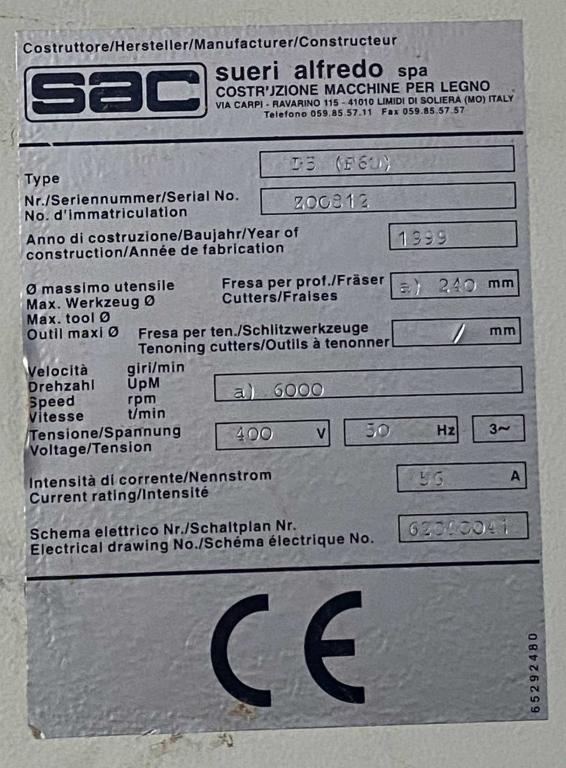 Costruttore/Hersteller/Manufacturer/Constructeur
sac sueri alfredo spa
COSTRUZIONE MACCHINE PER LEGNO
VIA CARPI - RAVARINO 115 - 41010 LIMIDI DI SOLIERA (MO) ITALY
Telefono 059.85.57.11 Fax 059.85.57.57
Type
Nr./Seriennummer/Serial No.
No. d'immatriculation
Anno di costruzione/Baujahr/Year of
construction/Année de fabrication 1999
Ø massimo utensile
Max. Werkzeug Ø
Max. tool Ø
Outil maxi Ø
Fresa per prof./Fräser
Cutters/Fraises a) 240 mm
Fresa per ten./Schlitzwerkzeuge
Tenoning cutters/Outils à tenonner / mm
Velocità giri/min
Drehzahl UpM
Speed rpm
Vitesse t/min
a) 6000
Tensione/Spannung
Voltage/Tension
400 V 50 Hz 3~
Intensità di corrente/Nennstrom
Current rating/Intensité
A
Schema elettrico Nr./Schaltplan Nr.
Electrical drawing No./Schéma électrique No.
CE
65292480